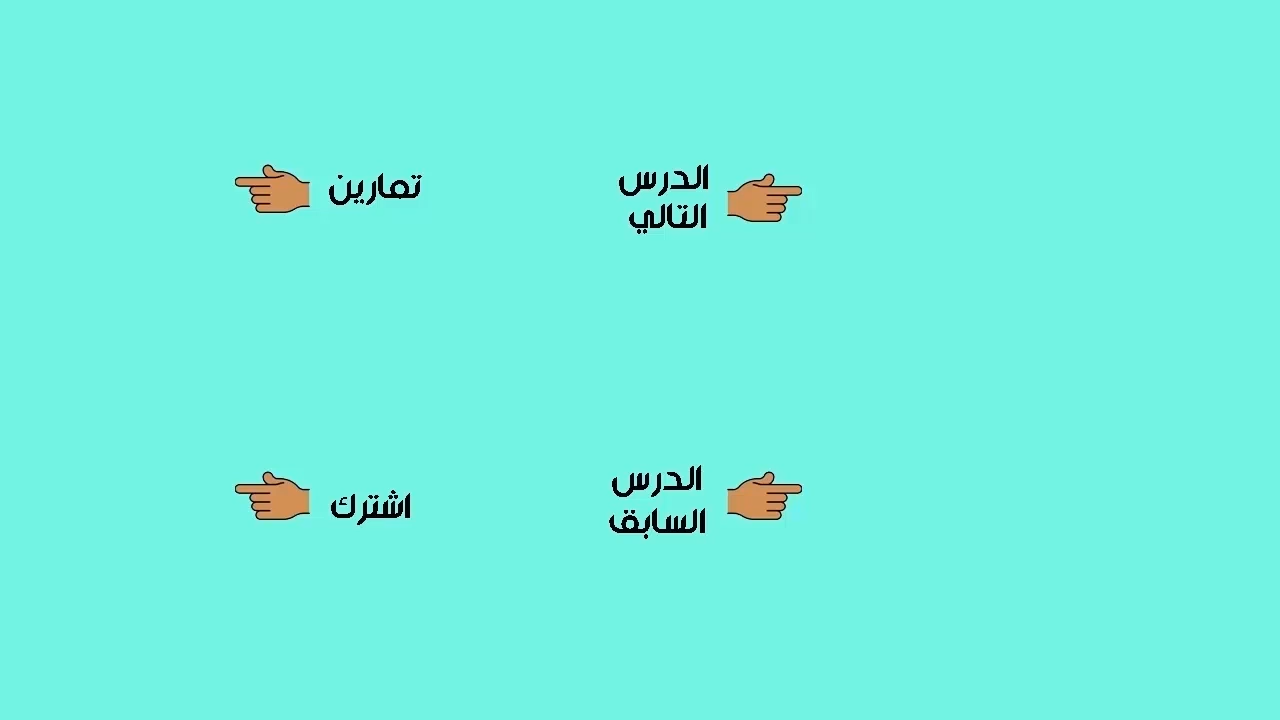 الدرس
التالي
تمارين
الدرس
السابق
اشترك